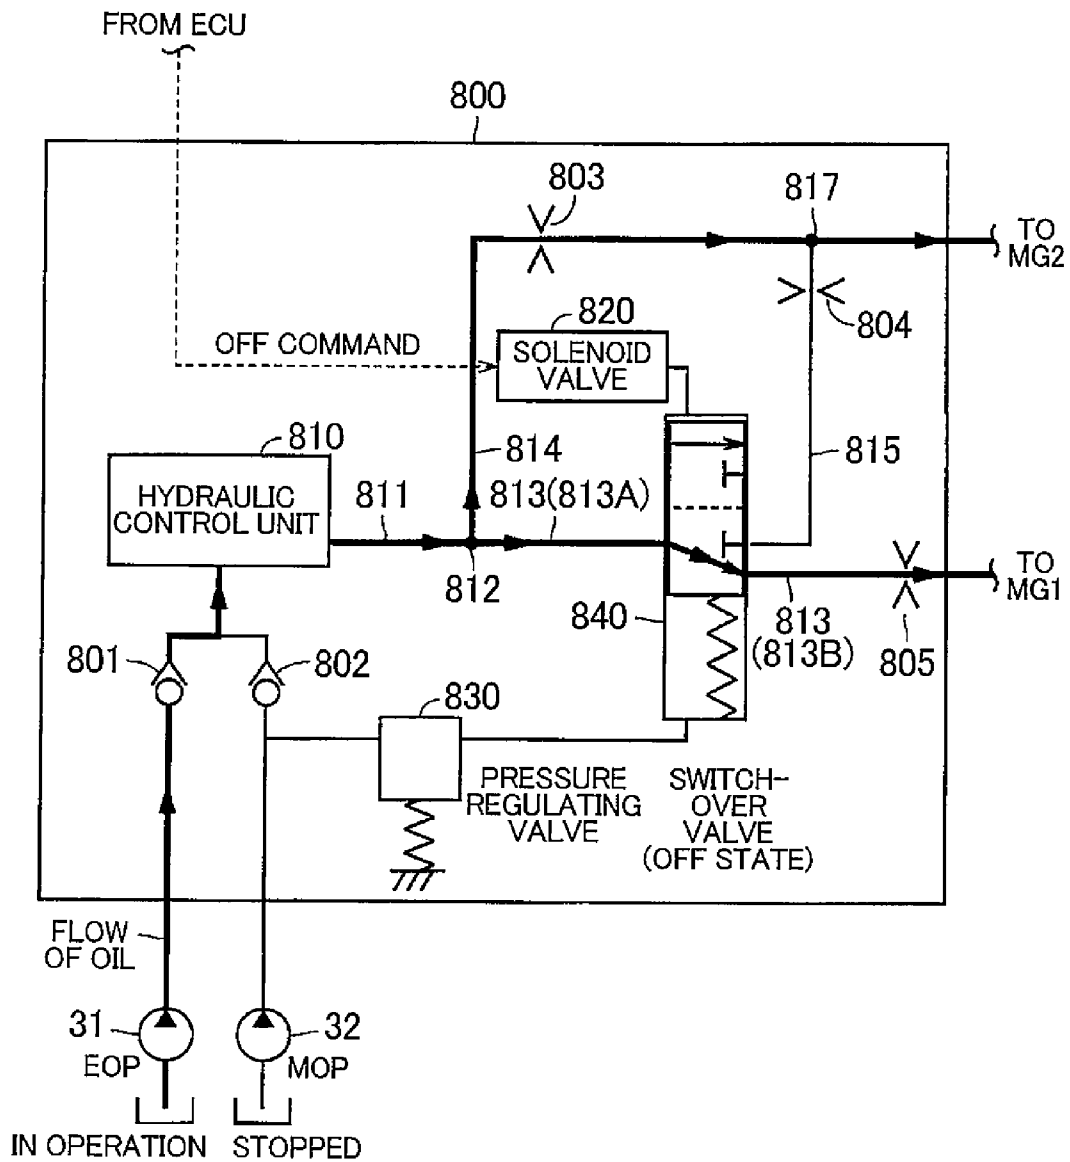 FROM ECU
800
803
817
TO
MG2
804
820
OFF COMMAND
SOLENOID
VALVE
810
814
815
HYDRAULIC
CONTROL UNIT
811
813(813A)
812
TO
MG1
840
813
(813B)
805
801
802
830
PRESSURE
REGULATING
VALVE
SWITCH-
OVER
VALVE
(OFF STATE)
FLOW
OF OIL
31
EOP
32
MOP
IN OPERATION
STOPPED